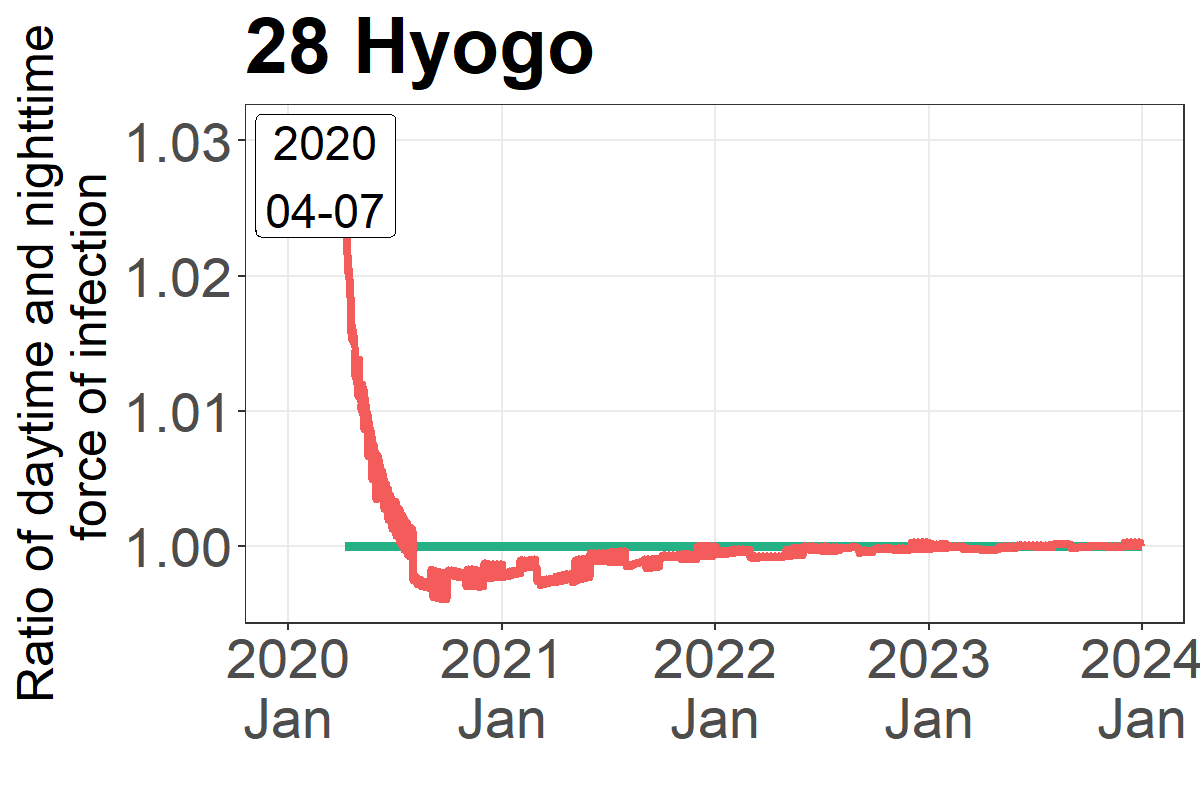 28 Hyogo
Ratio of daytime and nighttime
force of infection
1.03
1.02
1.01
1.00
2020
04-07
2020
Jan
2021
Jan
2022
Jan
2023
Jan
2024
Jan